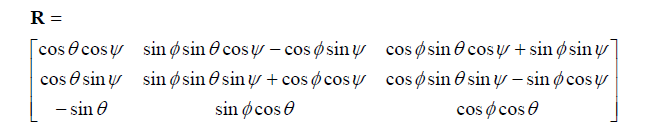 R =
cos θ cos ψ sin ϕ sin θ cos ψ − cos ϕ sin ψ cos ϕ sin θ cos ψ + sin ϕ sin ψ
cos θ sin ψ sin ϕ sin θ sin ψ + cos ϕ cos ψ cos ϕ sin θ sin ψ − sin ϕ cos ψ
− sin θ sin ϕ cos θ cos ϕ cos θ